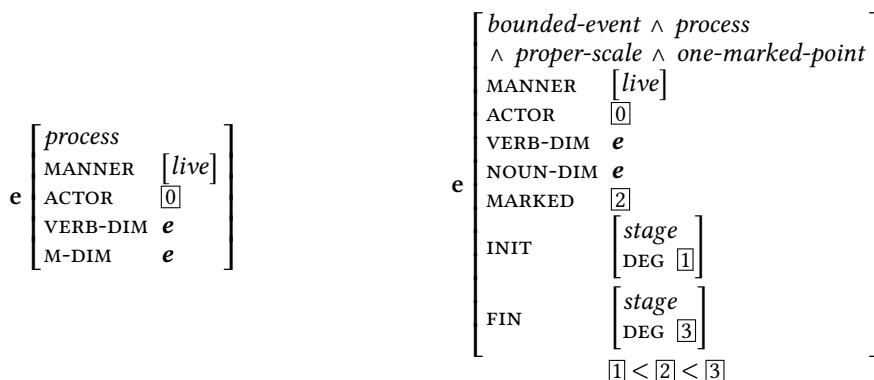 e
process
MANNER [live]
ACTOR 0
VERB-DIM e
M-DIM e
e
bounded-event ∧ process
∧ proper-scale ∧ one-marked-point
MANNER [live]
ACTOR 0
VERB-DIM e
NOUN-DIM e
MARKED 2
INIT [stage
DEG 1]
FIN [stage
DEG 3]
1 < 2 < 3